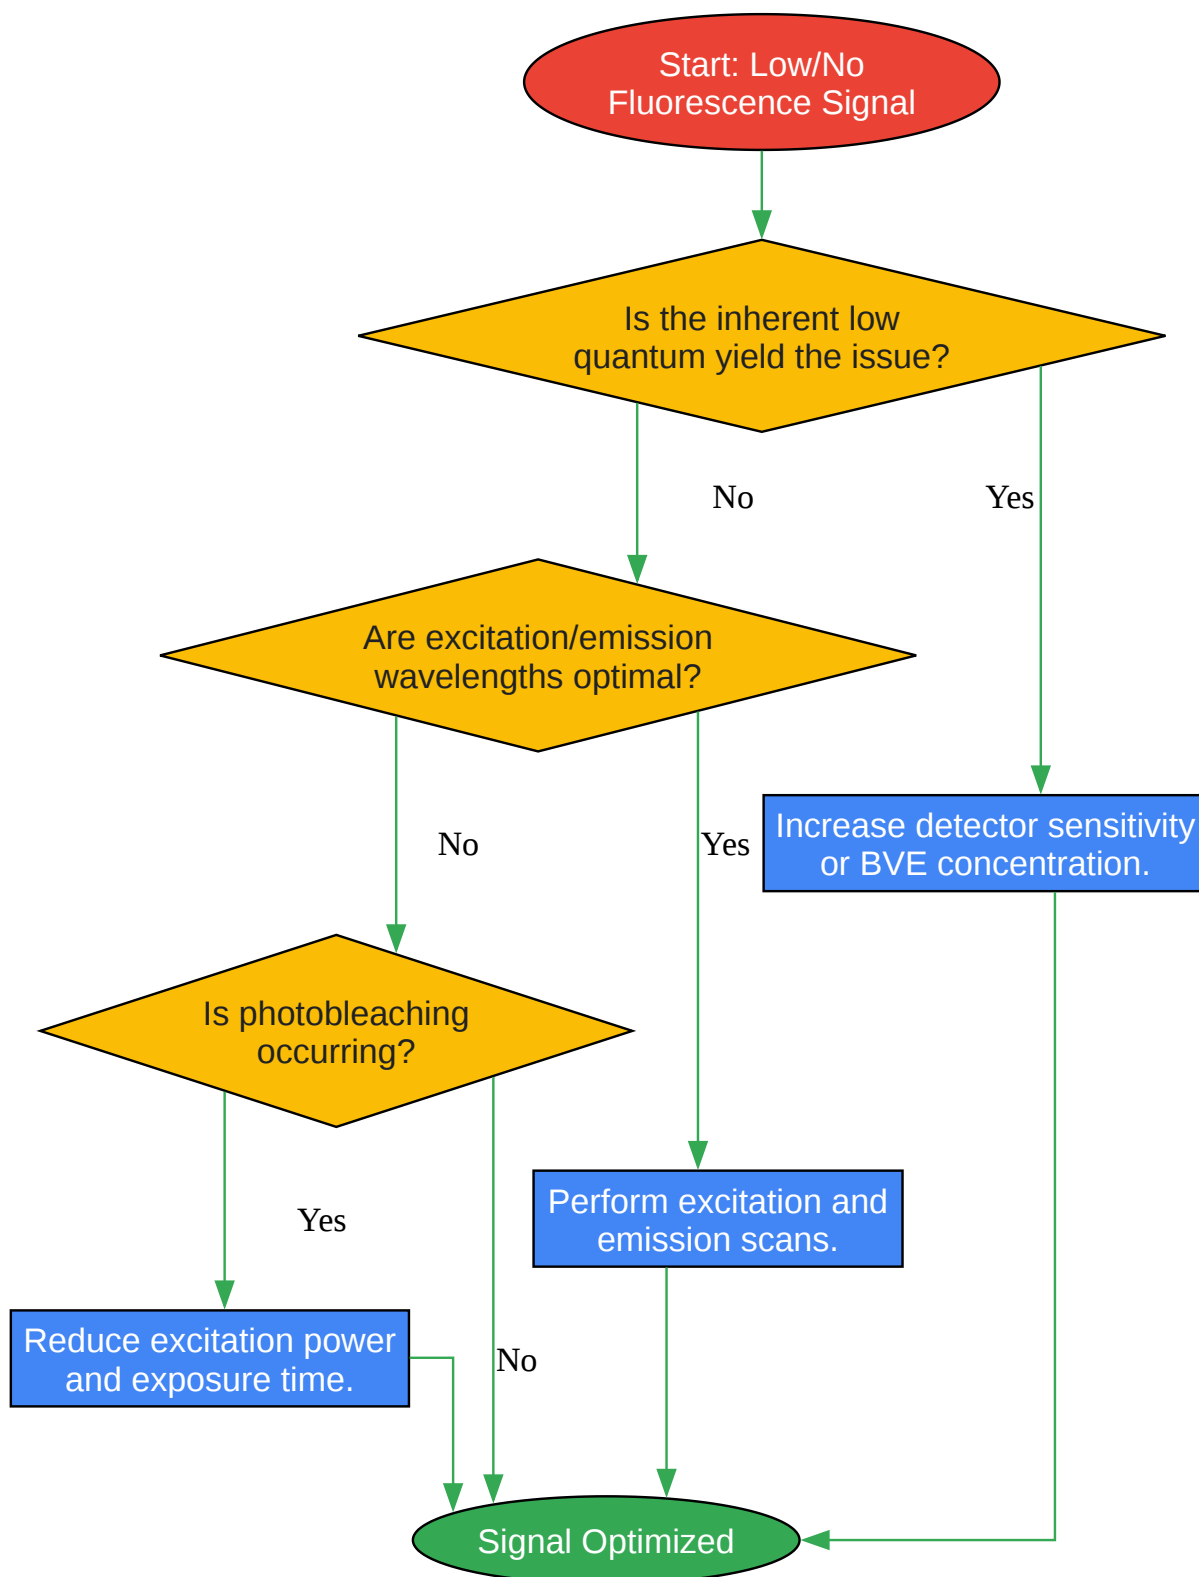 Start: Low/No
Fluorescence Signal
Is the inherent low
quantum yield the issue?
No
Yes
Are excitation/emission
wavelengths optimal?
No
Yes
Increase detector sensitivity
or BVE concentration.
Is photobleaching
occurring?
Yes
No
Perform excitation and
emission scans.
Reduce excitation power
and exposure time.
Signal Optimized